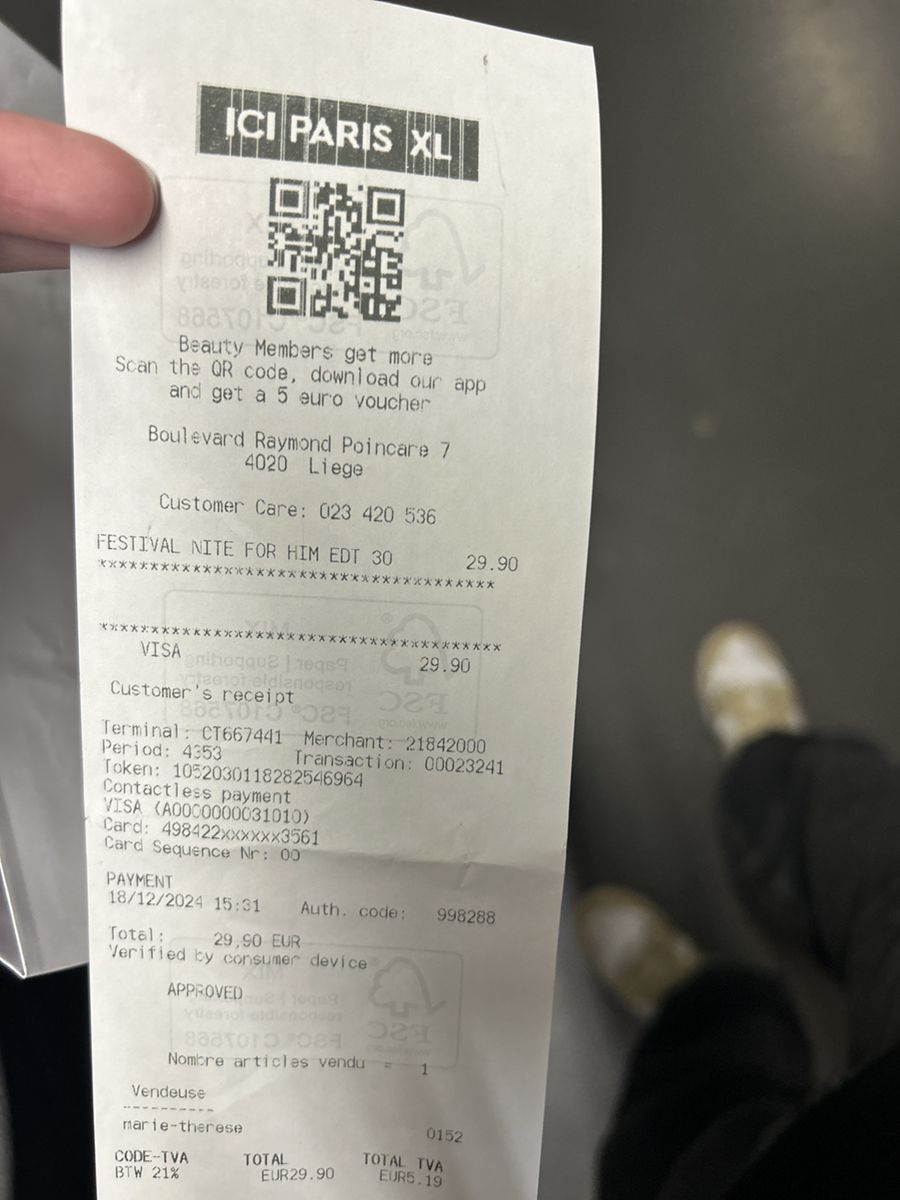 ICI PARIS XL
Beauty Members get more
Scan the QR code, download our app
and get a 5 euro voucher
Boulevard Raymond Poincare 7
4020 Liege
Customer Care: 023 420 536
FESTIVAL NITE FOR HIM EDT 30 29.90
**************************************
**************************************
VISA 29.90
Customer's receipt
Terminal: CT667441 Merchant: 21842000
Period: 4353 Transaction: 00023241
Token: 1052030118282546964
Contactless payment
VISA (A0000000031010)
Card: 498422xxxxxx3561
Card Sequence Nr: 00
PAYMENT
18/12/2024 15:31 Auth. code: 998288
Total: 29,90 EUR
Verified by consumer device
APPROVED
Nombre articles vendu = 1
Vendeuse
----------
marie-therese 0152
CODE-TVA TOTAL TOTAL TVA
BTW 21% EUR29.90 EUR5.19